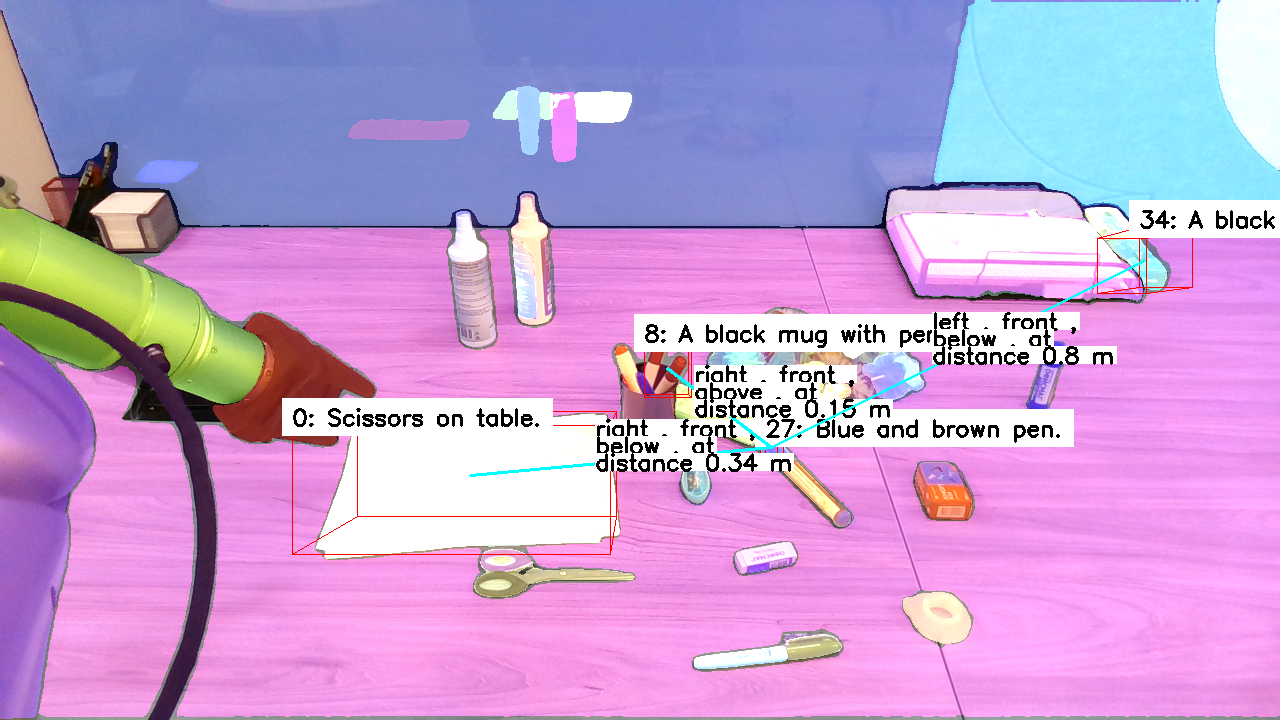 34: A black
8: A black mug with pen
left , front ,
below , at
distance 0.8 m
right , front ,
above , at
distance 0.15 m
0: Scissors on table.
right , front ,
27: Blue and brown pen.
below , at
distance 0.34 m